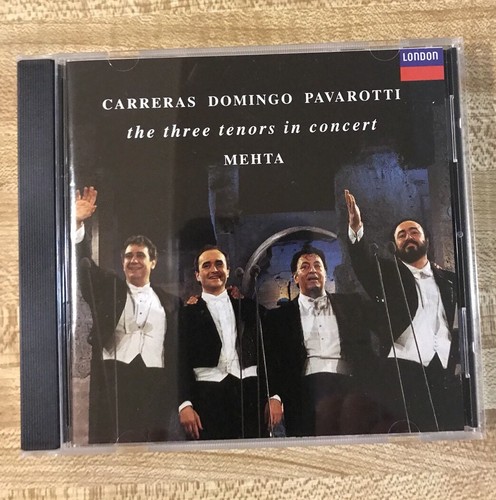 LONDON
CARRERAS DOMINGO PAVAROTTI
the three tenors in concert
MEHTA